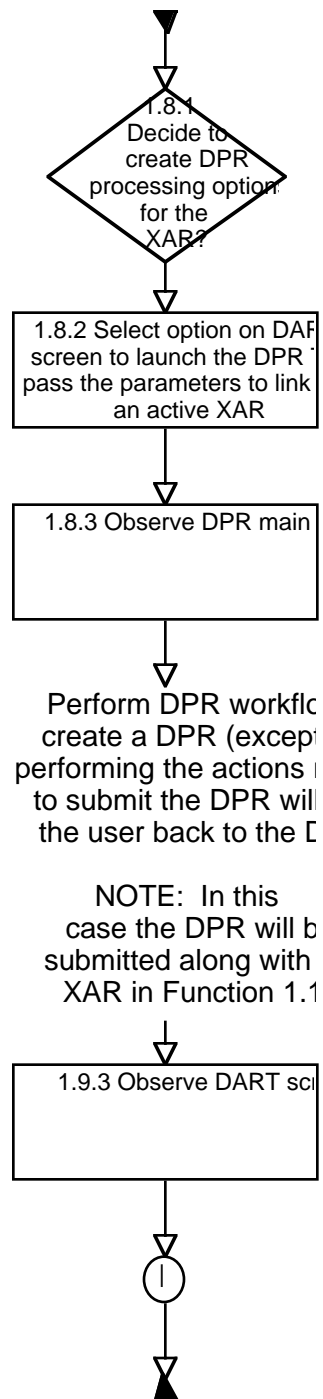 1.8.1
Decide to
create DPR
processing option
for the
XAR?
1.8.2 Select option on DAR
screen to launch the DPR
pass the parameters to link
an active XAR
1.8.3 Observe DPR main
Perform DPR workflo
create a DPR (except
performing the actions
to submit the DPR will
the user back to the D
NOTE: In this
case the DPR will b
submitted along with
XAR in Function 1.1
1.9.3 Observe DART scr
I